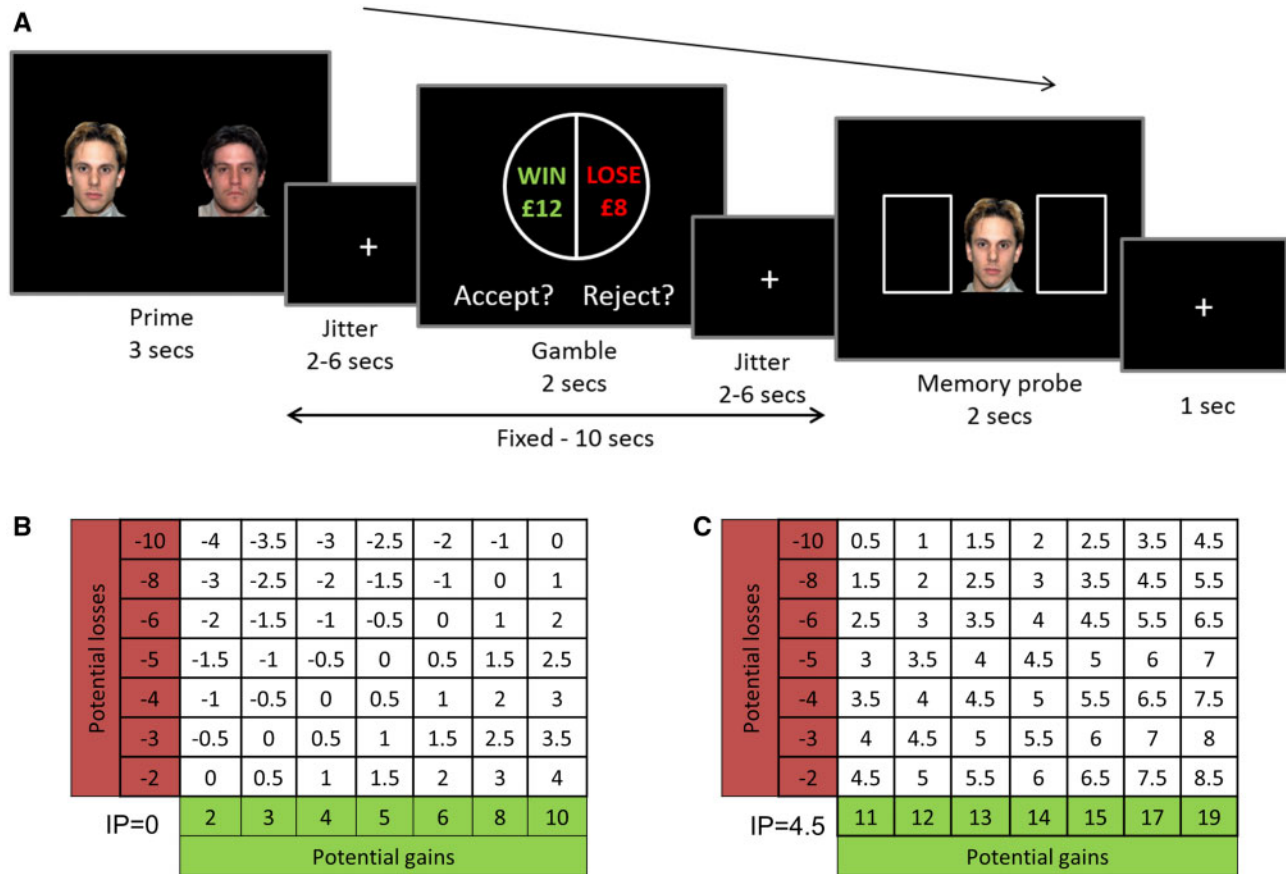 A
WIN
£12
LOSE
£8
Accept? Reject?
+
+
+
Prime
3 secs
Jitter
2-6 secs
Gamble
2 secs
Jitter
2-6 secs
Memory probe
2 secs
1 sec
Fixed - 10 secs
B
Potential losses
-10 -4 -3.5 -3 -2.5 -2 -1 0
-8 -3 -2.5 -2 -1.5 -1 0 1
-6 -2 -1.5 -1 -0.5 0 1 2
-5 -1.5 -1 -0.5 0 0.5 1.5 2.5
-4 -1 -0.5 0 0.5 1 2 3
-3 -0.5 0 0.5 1 1.5 2.5 3.5
-2 0 0.5 1 1.5 2 3 4
IP=0 2 3 4 5 6 8 10
Potential gains
C
Potential losses
-10 0.5 1 1.5 2 2.5 3.5 4.5
-8 1.5 2 2.5 3 3.5 4.5 5.5
-6 2.5 3 3.5 4 4.5 5.5 6.5
-5 3 3.5 4 4.5 5 6 7
-4 3.5 4 4.5 5 5.5 6.5 7.5
-3 4 4.5 5 5.5 6 7 8
-2 4.5 5 5.5 6 6.5 7.5 8.5
IP=4.5 11 12 13 14 15 17 19
Potential gains